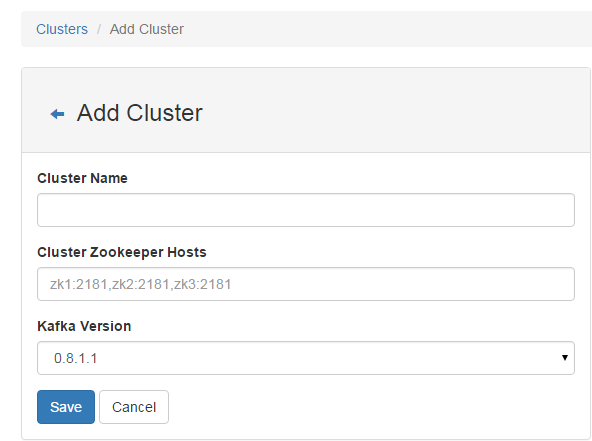 Clusters / Add Cluster
Add Cluster
Cluster Name
Cluster Zookeeper Hosts
zk1:2181,zk2:2181,zk3:2181
Kafka Version
0.8.1.1
Save Cancel